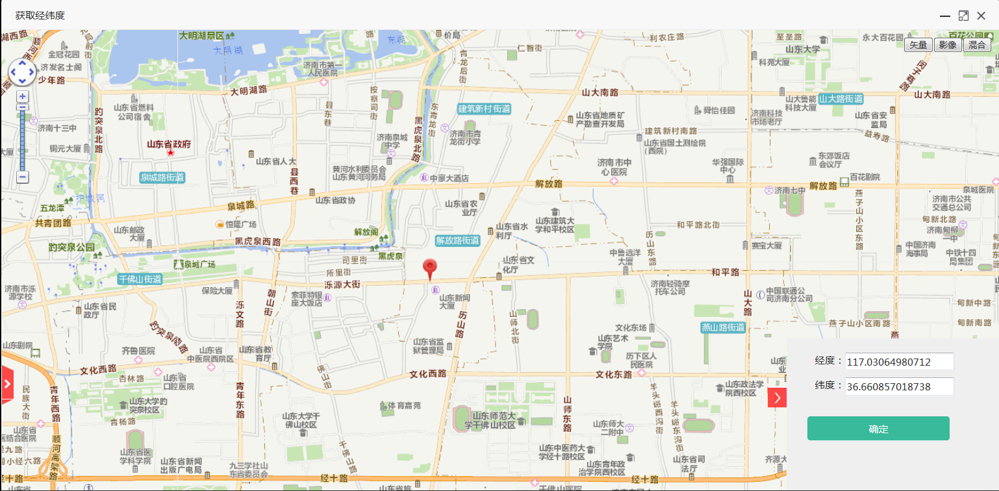 获取经纬度
矢量 影像 混合
大明湖景区
大明湖
东湖
价局
仁智街
利农庄路
至圣路
山东大学
永大百花园
百花公园
金冠花园
济发名士阁
少年路
大明湖路
济南市第一
人民医院
青龙后街
科苑大厦
山大南路
山大鲁能
科技大厦
山大路街道
山大南路
闵子骞路
趵突泉北路
山东省燃料
公司宿舍
济南十三中
铜元大厦
大厦
山东省政府
县东巷
按察司街
东青龙街
黑虎泉北路
建筑新村街道
济南市青
龙街小学
济南泉城
中学
山东省地质矿
产勘查开发局
舜怡佳园
济南科技
市场老厅
山东省安
监局
益寿路
建筑新村南路
山东省国土测绘院
(西院)
泉城路街道
山东省人大
县西巷
黄河水利委员会
山东黄河河务局
中豪大酒店
济南市中
心医院
华强国际
中心
东郊饭店
会议厅
百花剧院
解放路
解放路
济南七中
泉城医院
济南市公共
交通总公司
护城河
五龙潭
共青团路
泉城路
山东省政协
山东省农
业厅
山东建筑大
学和平校区
和平路北街
燕子山小区东路
甸新北路
济南甸柳
一中
恒隆广场
山东邮政
大厦
趵突泉公园
黑虎泉西路
解放阁
黑虎泉
解放路街道
山东省水
利厅
山东省文
化厅
历山东路
中鲁远洋
大厦
赛宝大厦
中国济南
海事局
中铁十四
局集团
泉城广场
千佛山街道
司里街
所里街
泺源大街
和平路
济南市泺
源学校
保险大厦
朝山街
索菲特银
座大饭店
山东新闻
大厦
济南轻骑摩
托车公司
山大路
中国联通公
司济南分公司
甸新中路
山东省民
政厅
泺文路
趵突泉南路
历山路
山师北街
文化东场
燕山路街道
燕子山小区南路
甸新南路
燕
山东剧院
齐鲁医院
山东省
中医院西院区
山东省教
育厅
山东省监
狱管理局
山东艺术
学院
历下区人
民医院
文化西路
文化西路
文化东路
杏林路
山东省
口腔医院
民族大街
青年西路
青年东路
佛山街
山东大学趵
突泉校区
青杨路
体育嘉苑
山东师范大
学千佛山校区
山师东路
山东师大
二附中
羊头峪西沟街
羊头峪东沟街
山东政法学
院西校区
山东大学千
佛山校区
山东省
医结合医院
经九路
顺河高架路
山东省医
学科学院
山东省新闻
出版广电局
九三学社山
东省委员会
千佛山路
山东中医药大
学经十路校区
山东青年政
治学院西校区
山东省司
法厅
经十路
经十路
千佛山医院
经度：117.03064980712
纬度：36.660857018738
确定